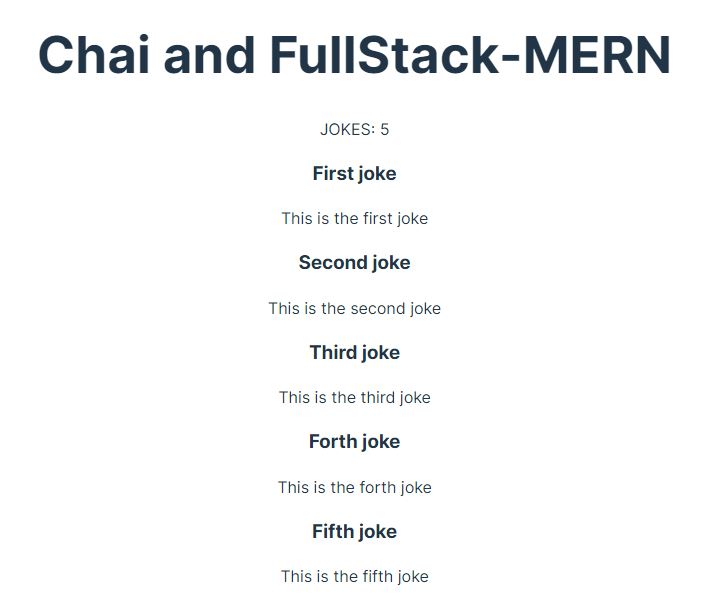 Chai and FullStack-MERN
JOKES: 5
First joke
This is the first joke
Second joke
This is the second joke
Third joke
This is the third joke
Forth joke
This is the forth joke
Fifth joke
This is the fifth joke